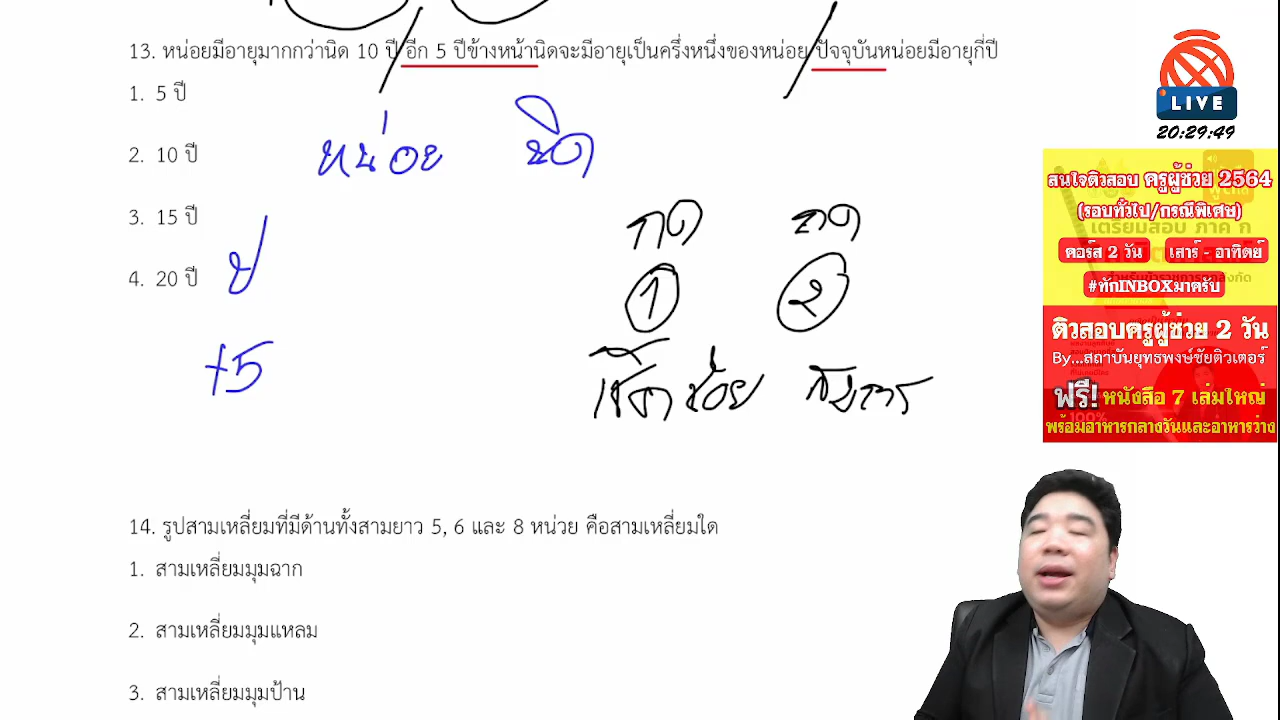 13. หน่อยมีอายุมากกว่านิด 10 ปี อีก 5 ปีข้างหน้านิดจะมีอายุเป็นครึ่งหนึ่งของหน่อย ปัจจุบันหน่อยมีอายุกี่ปี
1. 5 ปี
2. 10 ปี
3. 15 ปี
4. 20 ปี
หน่อย นิด
ป
+5
กด กด
1 2
14. รูปสามเหลี่ยมที่มีด้านทั้งสามยาว 5, 6 และ 8 หน่วย คือสามเหลี่ยมใด
1. สามเหลี่ยมมุมฉาก
2. สามเหลี่ยมมุมแหลม
3. สามเหลี่ยมมุมป้าน
LIVE
20:29:49
สนใจติวสอบ ครูผู้ช่วย 2564
(รอบทั่วไป/กรณีพิเศษ)
คอร์ส 2 วัน เสาร์ - อาทิตย์
#ทักINBOXมาครับ
ติวสอบครูผู้ช่วย 2 วัน
By...สถาบันยุทธพงษ์ชัยติวเตอร์
ฟรี! หนังสือ 7 เล่มใหญ่
พร้อมอาหารกลางวันและอาหารว่าง